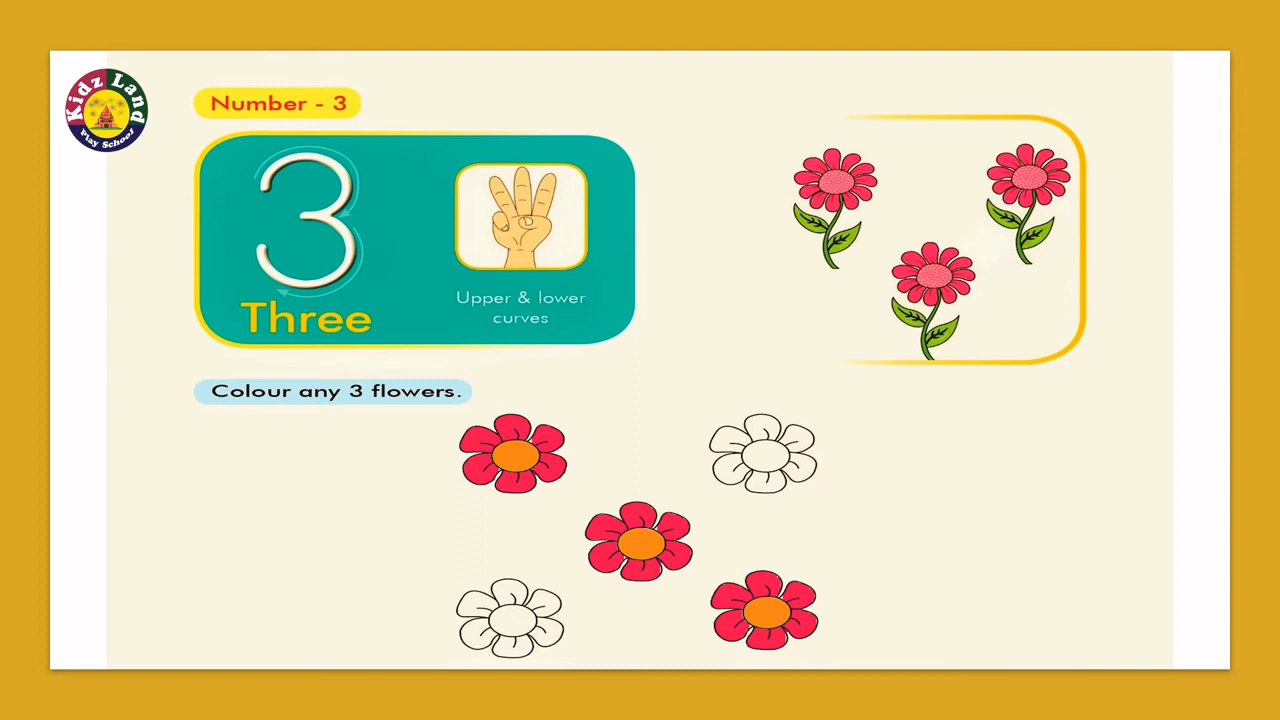 Kidz Land
Play School
Number - 3
3
Three
Upper & lower
curves
Colour any 3 flowers.